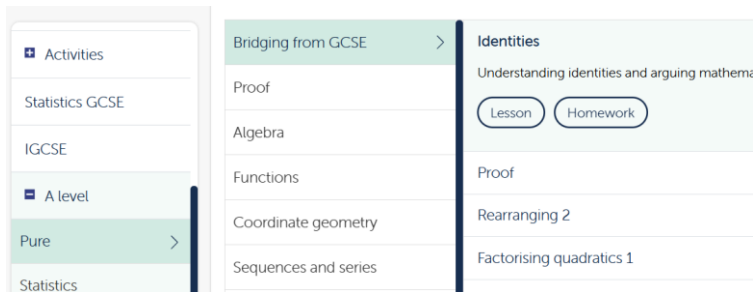 Activities
Statistics GCSE
IGCSE
A level
Pure
Statistics
Bridging from GCSE
Proof
Algebra
Functions
Coordinate geometry
Sequences and series
Identities
Understanding identities and arguing mathema
Lesson
Homework
Proof
Rearranging 2
Factorising quadratics 1